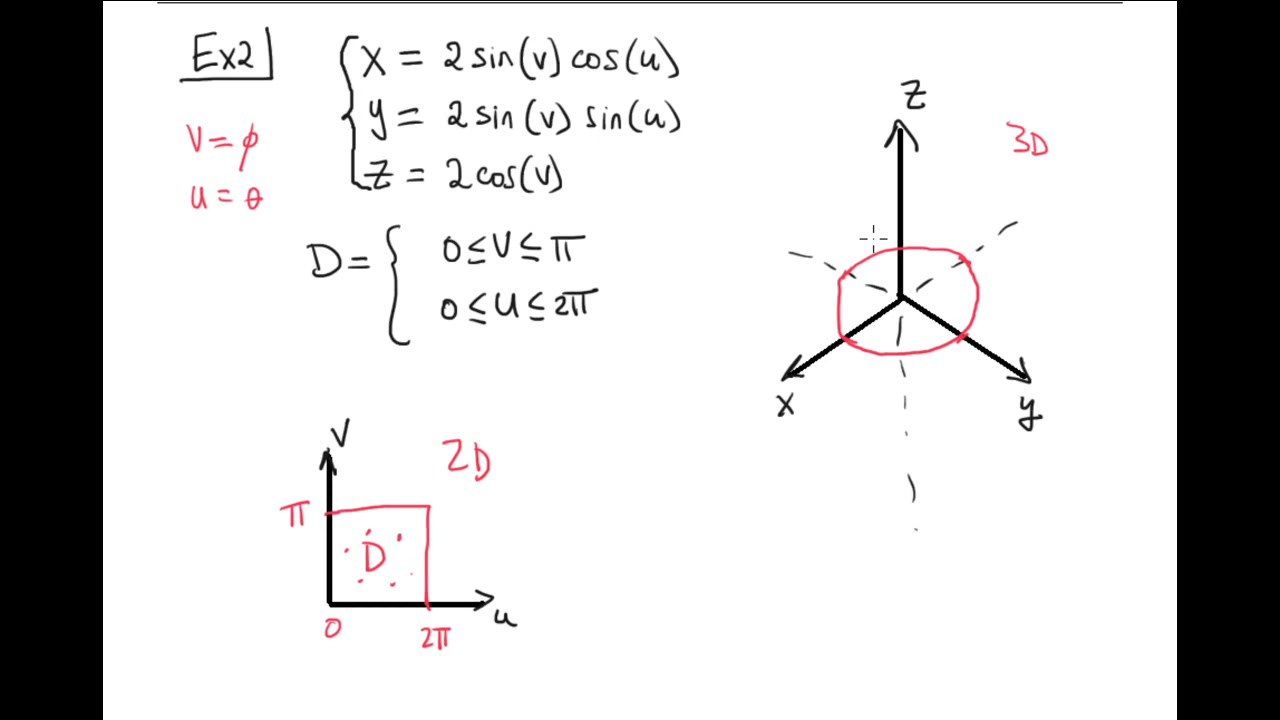 Ex2
x = 2 sin(v) cos(u)
y = 2 sin(v) sin(u)
z = 2 cos(v)
v = φ
u = θ
D = {
0 ≤ v ≤ π
0 ≤ u ≤ 2π
z
3D
x
y
v
2D
π
D
u
0
2π